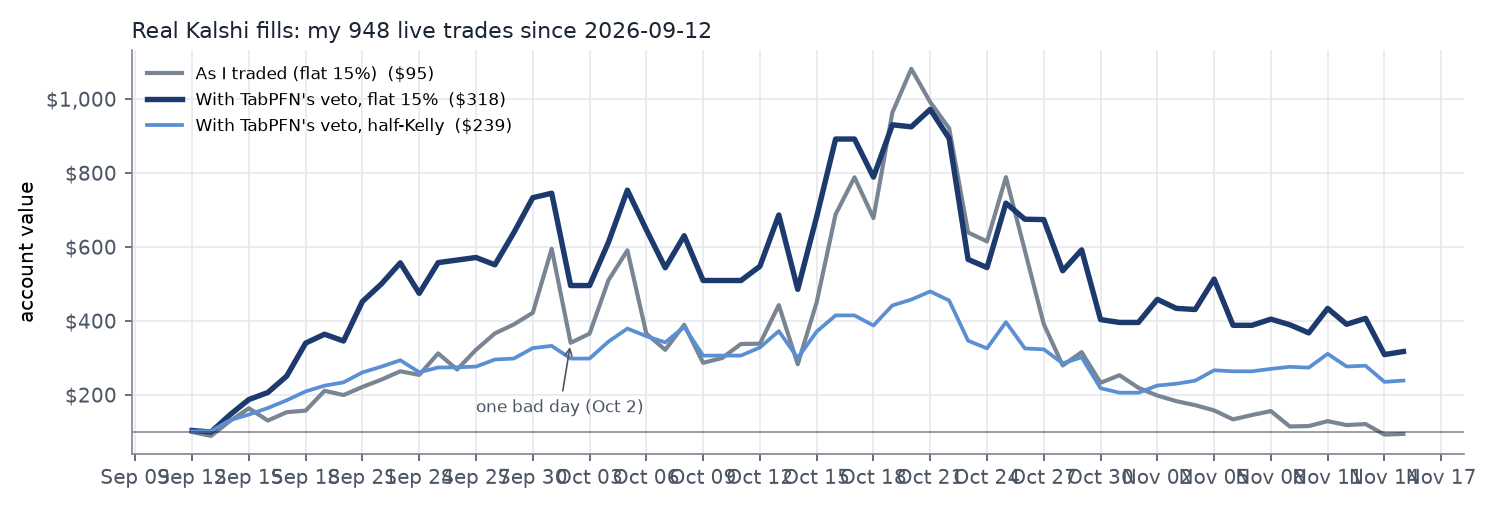 Real Kalshi fills: my 948 live trades since 2026-09-12
As I traded (flat 15%)  ($95)
With TabPFN's veto, flat 15%  ($318)
With TabPFN's veto, half-Kelly  ($239)
account value
$1,000
$800
$600
$400
$200
one bad day (Oct 2)
Sep 09 Sep 12 Sep 15 Sep 18 Sep 21 Sep 24 Sep 27 Sep 30 Oct 03 Oct 06 Oct 09 Oct 12 Oct 15 Oct 18 Oct 21 Oct 24 Oct 27 Oct 30 Nov 02 Nov 05 Nov 08 Nov 11 Nov 14 Nov 17